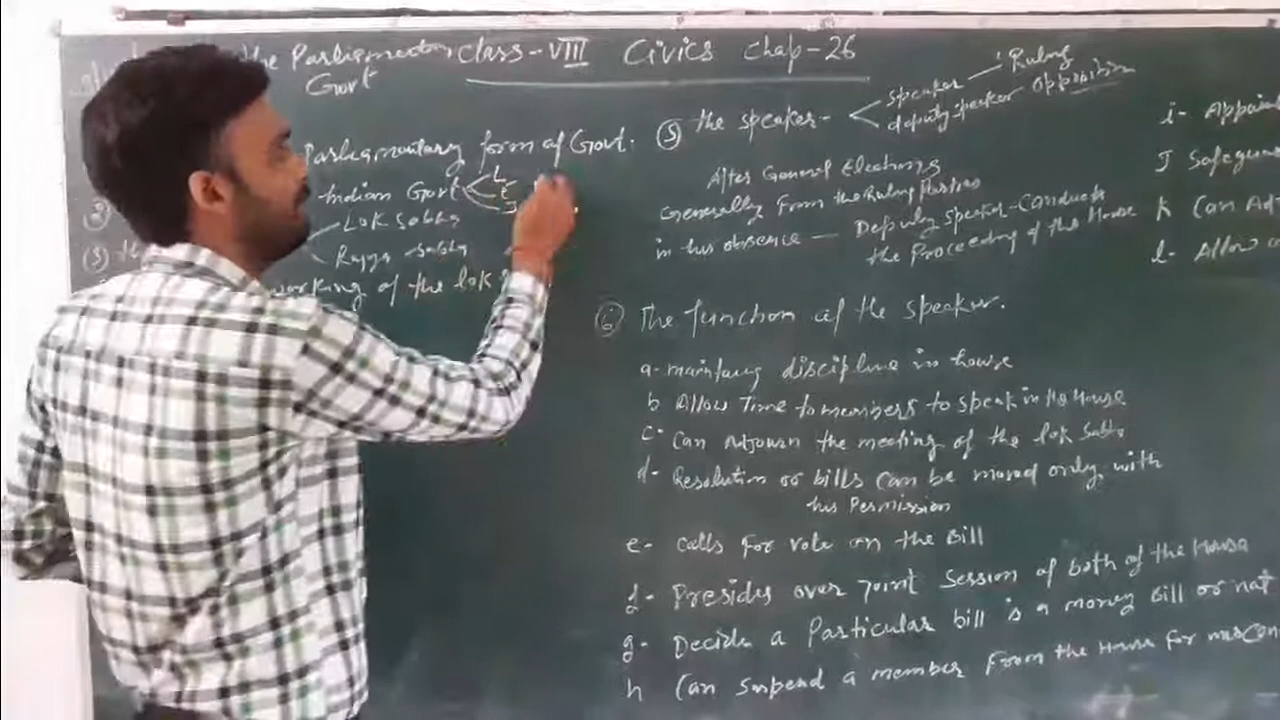 the Parliamentary Class-VIII Civics Chap-26
Govt
Parliamentary form of Govt.
Indian Govt L
E
J
Lok Sabha
Rajya Sabha
(3) th
working of the lok
(5) the speaker-
speaker Ruling
deputy speaker Opposition
After General Elections
Generally From the Ruling Parties
in his absence — Deputy Speaker-Conducts
the Proceeding of the House
(6) The function of the speaker.
a- maintains discipline in house
b Allow Time to members to speak in the House
c- Can Adjourn the meeting of the lok Sabha
d- Resolution or bills can be moved only with
his Permission
e- Calls for vote on the Bill
f- Presides over Joint Session of both of the House
g- Decide a Particular bill is a money Bill or not
h Can suspend a member From the House for misCon
i- Appoin
J Safeguar
k Can Ad
l- Allow